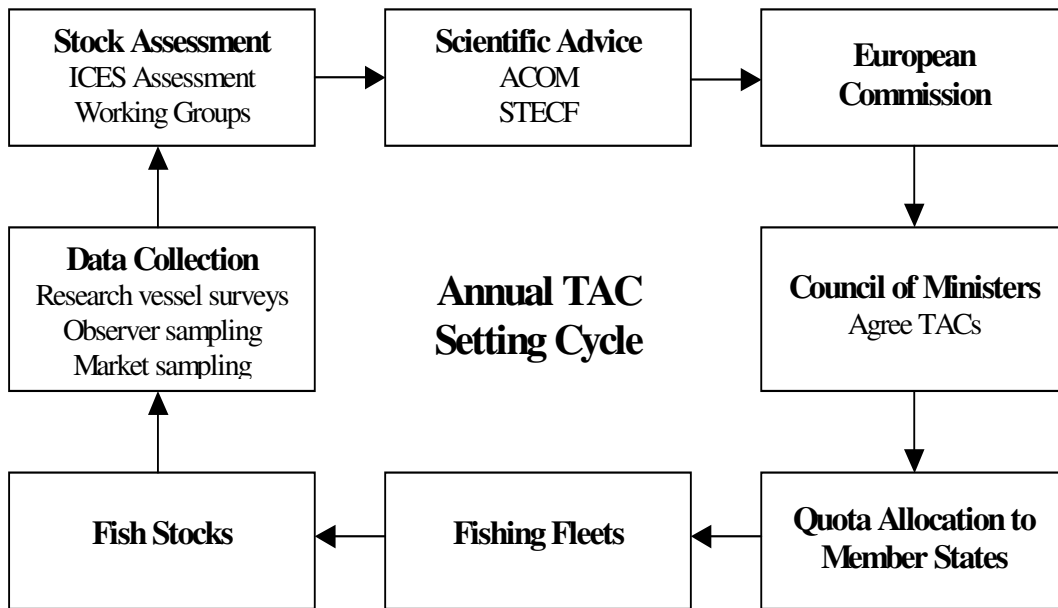 Stock Assessment
ICES Assessment
Working Groups
Scientific Advice
ACOM
STECF
European
Commission
Data Collection
Research vessel surveys
Observer sampling
Market sampling
Annual TAC
Setting Cycle
Council of Ministers
Agree TACs
Fish Stocks
Fishing Fleets
Quota Allocation to
Member States